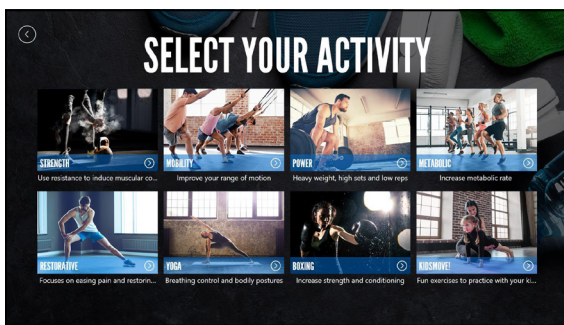 SELECT YOUR ACTIVITY
STRENGTH
MOBILITY
POWER
METABOLIC
Use resistance to induce muscular co...
Improve your range of motion
Heavy weight, high sets and low reps
Increase metabolic rate
RESTORATIVE
YOGA
BOXING
KIDSMOVE!
Focuses on easing pain and restorin...
Breathing control and bodily postures
Increase strength and conditioning
Fun exercises to practice with your ki...